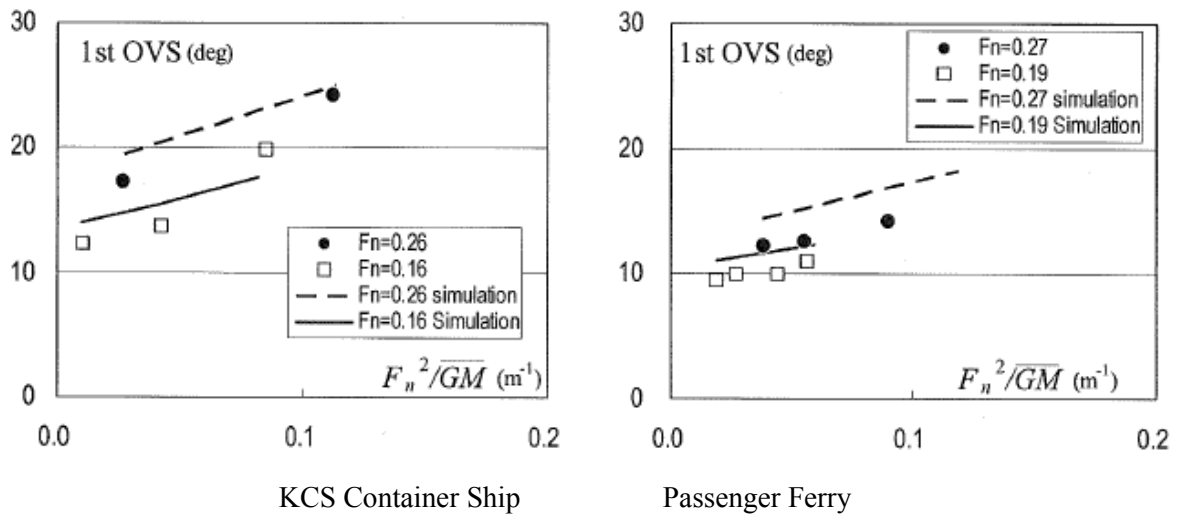 30
1st OVS (deg)
20
10
0
Fn=0.26
Fn=0.16
Fn=0.26 simulation
Fn=0.16 Simulation
Fn²/GM (m⁻¹)
0.0 0.1 0.2
30
1st OVS (deg)
Fn=0.27
Fn=0.19
Fn=0.27 simulation
Fn=0.19 Simulation
20
10
0
Fn²/GM (m⁻¹)
0.0 0.1 0.2
KCS Container Ship Passenger Ferry